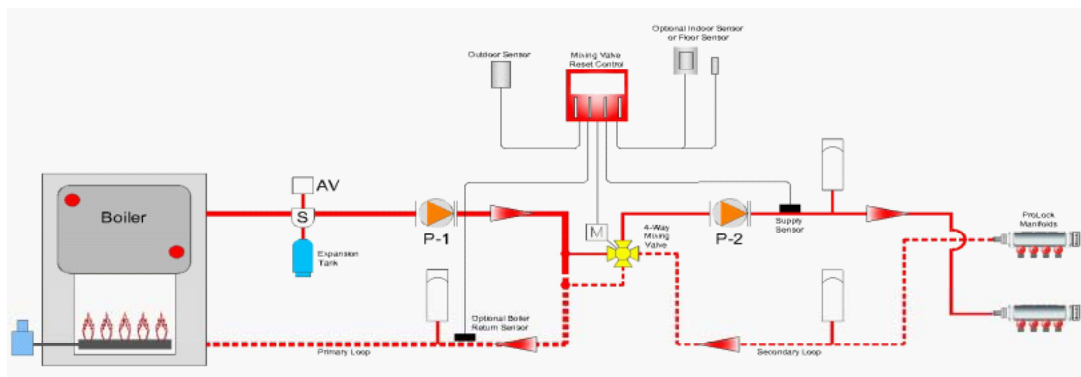 Optional Indoor Sensor
or Floor Sensor
Outdoor Sensor
Mixing Valve
Reset Control
Boiler
AV
S
P-1
Expansion
Tank
M
4-Way
Mixing
Valve
P-2
Supply
Sensor
ProLock
Manifolds
Optional Boiler
Return Sensor
Primary Loop
Secondary Loop